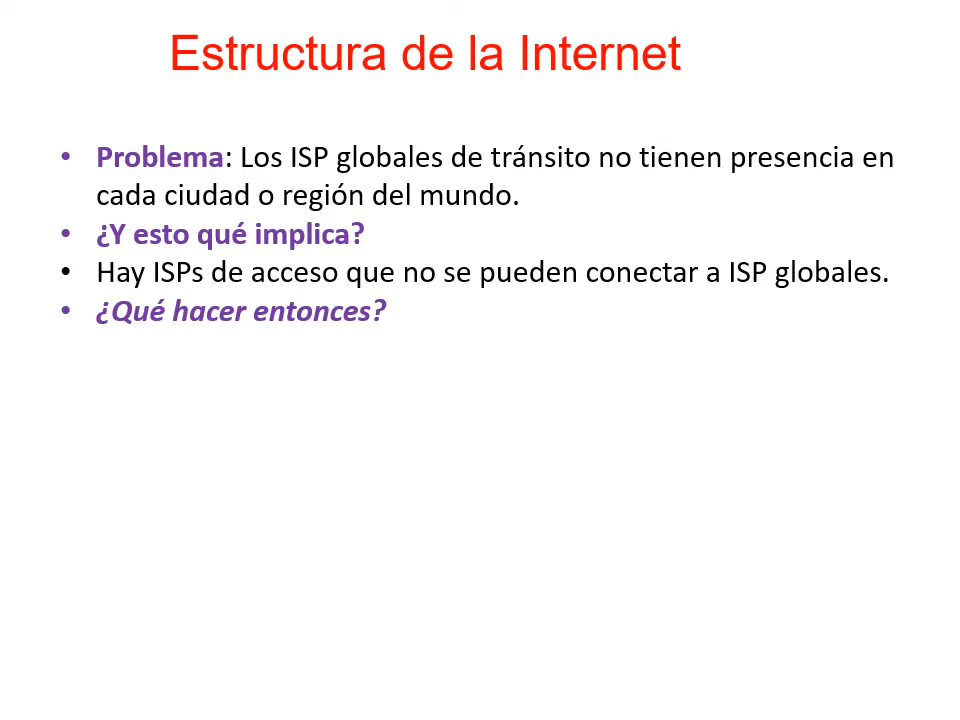 Estructura de la Internet
• Problema: Los ISP globales de tránsito no tienen presencia en
cada ciudad o región del mundo.
• ¿Y esto qué implica?
• Hay ISPs de acceso que no se pueden conectar a ISP globales.
• ¿Qué hacer entonces?